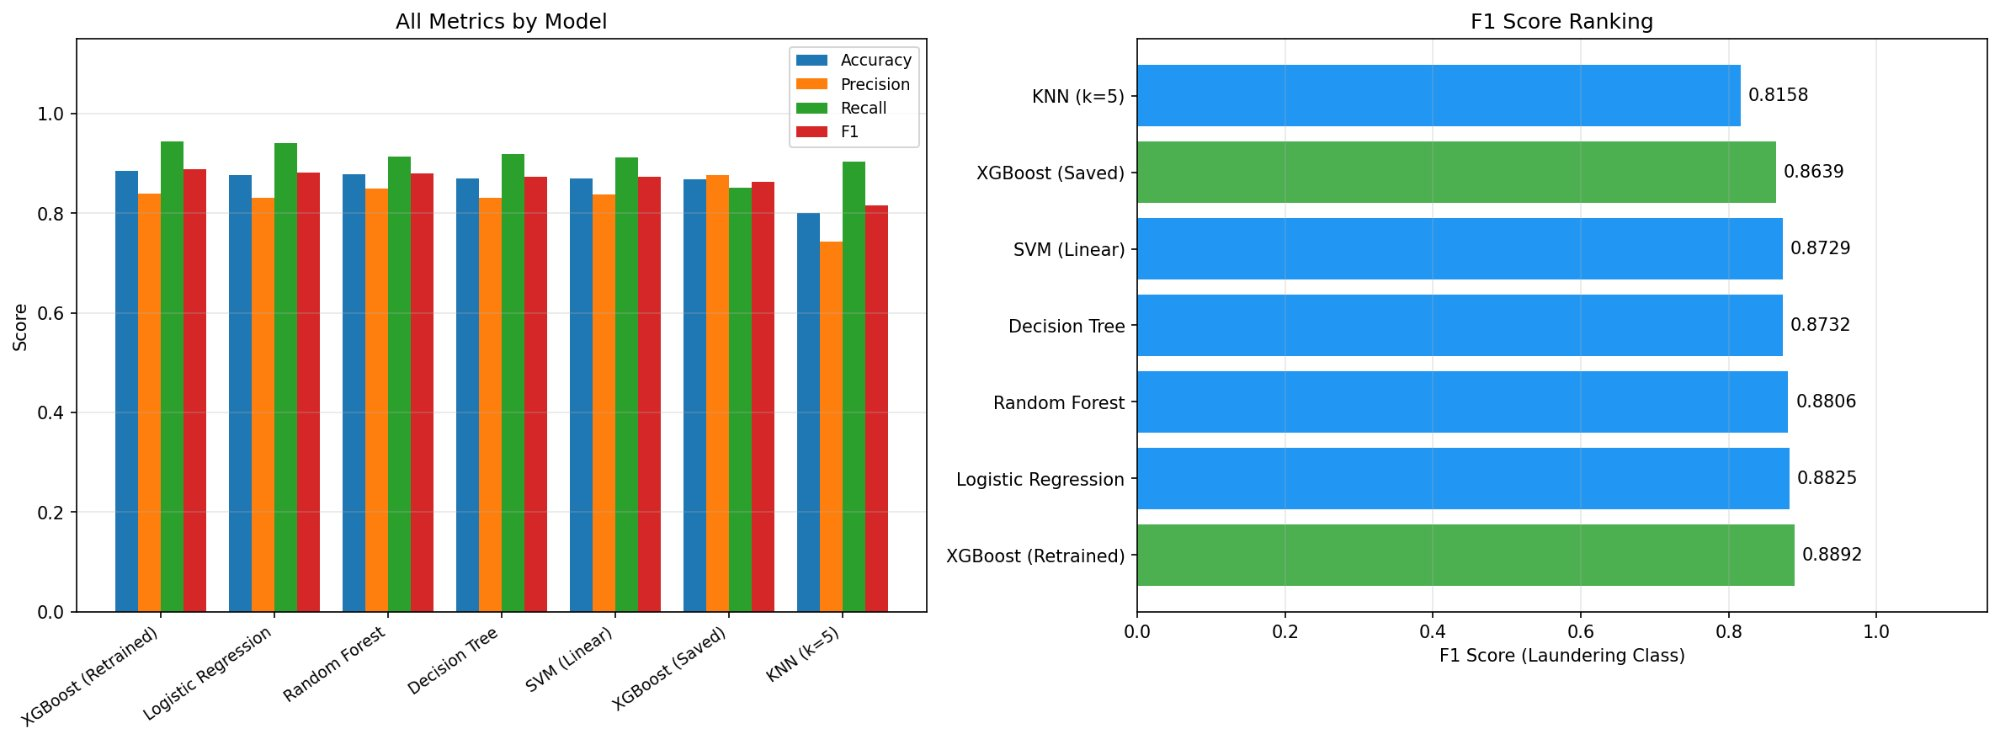 All Metrics by Model
Accuracy
Precision
Recall
F1
Score
1.0
0.8
0.6
0.4
0.2
0.0
XGBoost (Retrained)
Logistic Regression
Random Forest
Decision Tree
SVM (Linear)
XGBoost (Saved)
KNN (k=5)
F1 Score Ranking
KNN (k=5) 0.8158
XGBoost (Saved) 0.8639
SVM (Linear) 0.8729
Decision Tree 0.8732
Random Forest 0.8806
Logistic Regression 0.8825
XGBoost (Retrained) 0.8892
0.0 0.2 0.4 0.6 0.8 1.0
F1 Score (Laundering Class)